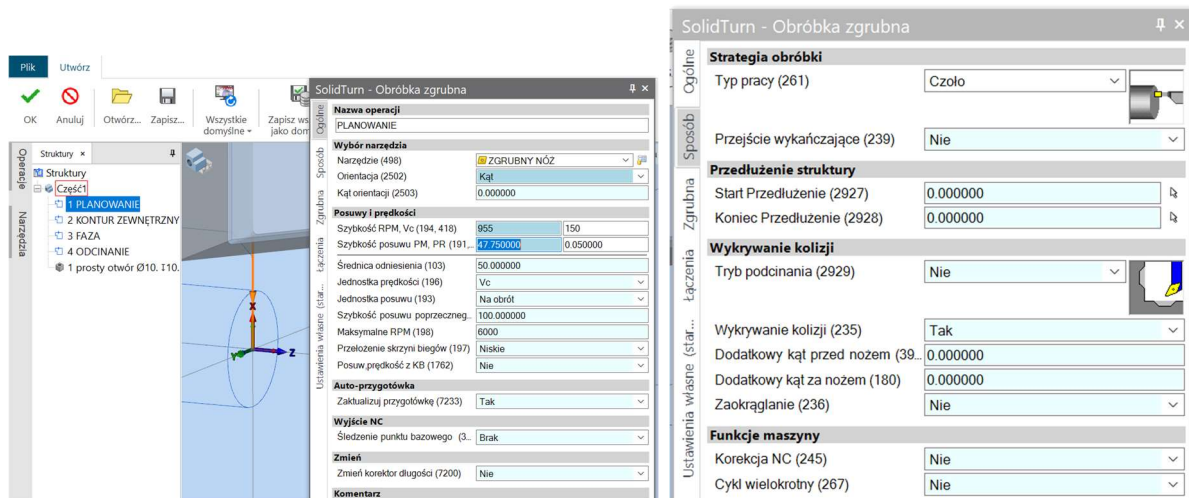 Plik Utwórz
OK Anuluj Otwórz... Zapisz... Wszystkie domyślne Zapisz ws jako dom
Operacje
Narzędzia
Struktury ×
Struktury
Część1
1 PLANOWANIE
2 KONTUR ZEWNĘTRZNY
3 FAZA
4 ODCINANIE
1 prosty otwór Ø10. ↧10.
X
Y
Z
SolidTurn - Obróbka zgrubna
Ogólne
Sposób
Zgrubna
Łączenia
Ustawienia własne (star...
Nazwa operacji
PLANOWANIE
Wybór narzędzia
Narzędzie (498) ZGRUBNY NÓZ
Orientacja (2502) Kąt
Kąt orientacji (2503) 0.000000
Posuwy i prędkości
Szybkość RPM, Vc (194, 418) 955 150
Szybkość posuwu PM, PR (191,... 47.750000 0.050000
Średnica odniesienia (103) 50.000000
Jednostka prędkości (196) Vc
Jednostka posuwu (193) Na obrót
Szybkość posuwu poprzeczneg... 100.000000
Maksymalne RPM (198) 6000
Przełożenie skrzyni biegów (197) Niskie
Posuw,prędkość z KB (1762) Nie
Auto-przygotówka
Zaktualizuj przygotówkę (7233) Tak
Wyjście NC
Śledzenie punktu bazowego (3... Brak
Zmień
Zmień korektor długości (7200) Nie
Komentarz
SolidTurn - Obróbka zgrubna
Ogólne
Sposób
Zgrubna
Łączenia
Ustawienia własne (star...
Strategia obróbki
Typ pracy (261) Czoło
Przejście wykańczające (239) Nie
Przedłużenie struktury
Start Przedłużenie (2927) 0.000000
Koniec Przedłużenie (2928) 0.000000
Wykrywanie kolizji
Tryb podcinania (2929) Nie
Wykrywanie kolizji (235) Tak
Dodatkowy kąt przed nożem (39... 0.000000
Dodatkowy kąt za nożem (180) 0.000000
Zaokrąglanie (236) Nie
Funkcje maszyny
Korekcja NC (245) Nie
Cykl wielokrotny (267) Nie